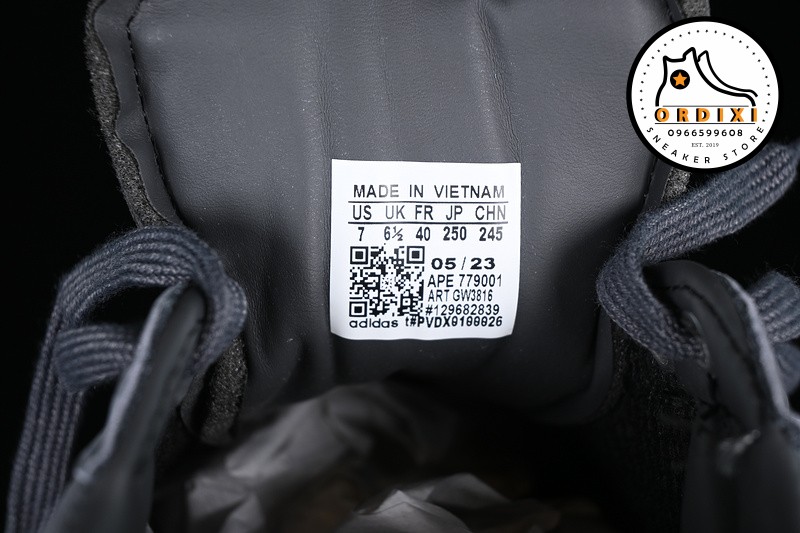 ORDIXI
0966599608
EST. 2019
SNEAKER STORE
MADE IN VIETNAM
US UK FR JP CHN
7 6½ 40 250 245
05/23
APE 779001
ART GW3816
#129682839
adidas t#PVDX0100026